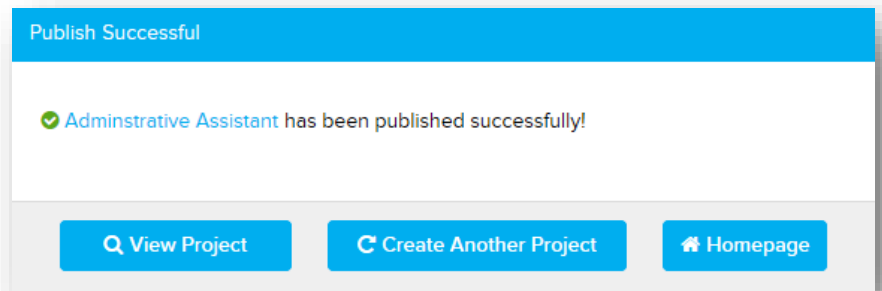 Publish Successful
Adminstrative Assistant has been published successfully!
View Project
Create Another Project
Homepage